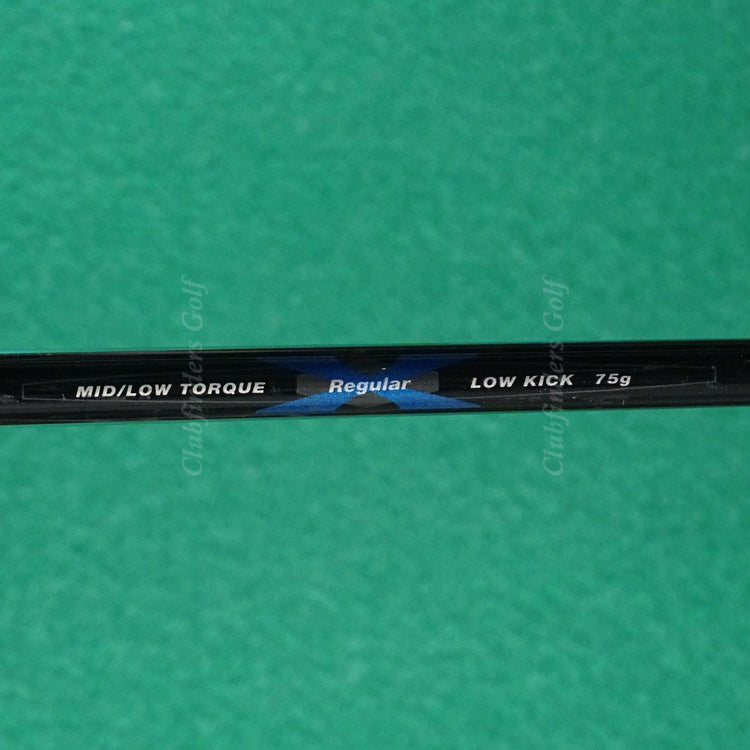 MID/LOW TORQUE Regular LOW KICK 75g
Clubfinders Golf
Clubfinders Golf